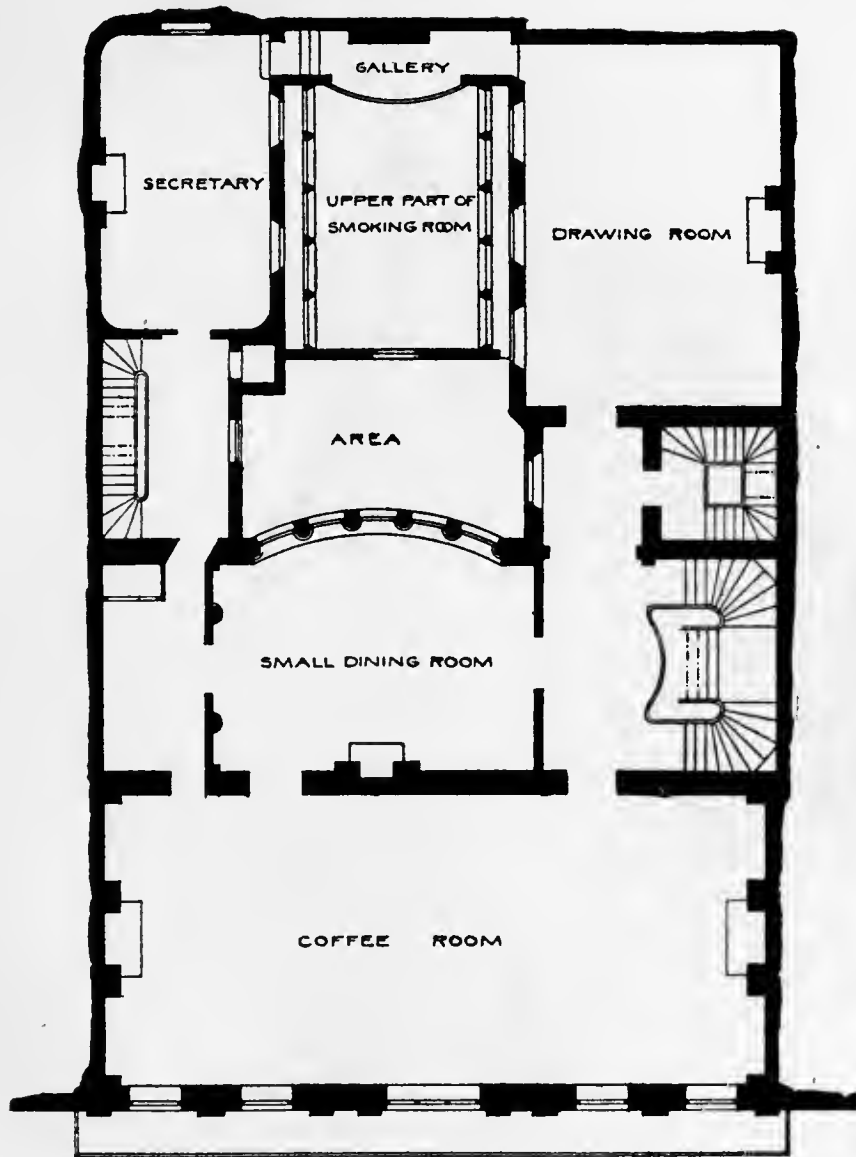 GALLERY
SECRETARY
UPPER PART OF
SMOKING ROOM
DRAWING ROOM
AREA
SMALL DINING ROOM
COFFEE ROOM